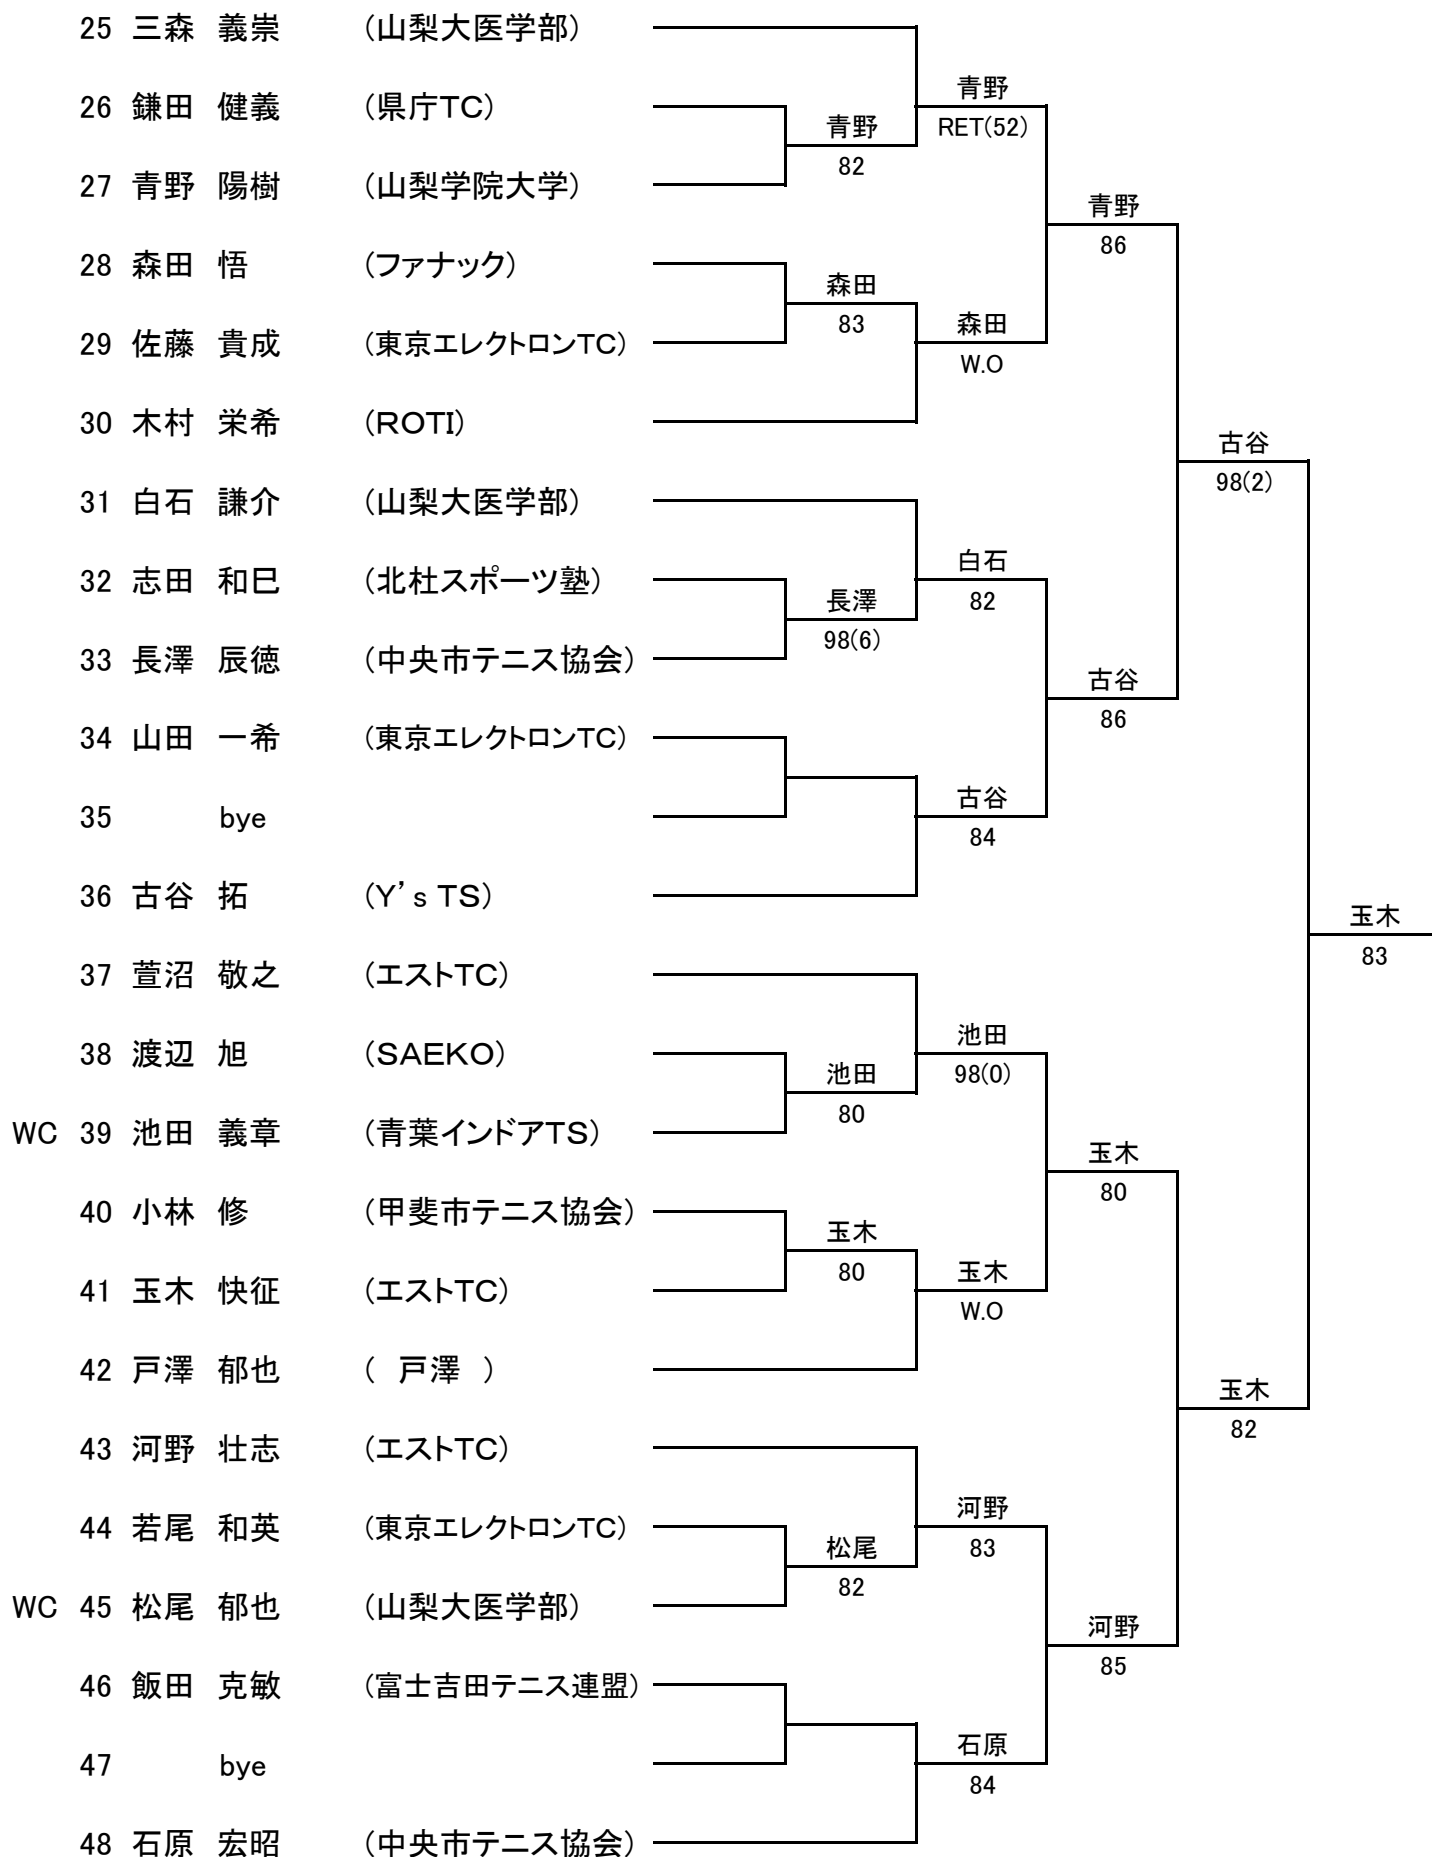 25 三森 義崇 (山梨大医学部)
青野
26 鎌田 健義 (県庁TC)
青野
RET(52)
82
27 青野 陽樹 (山梨学院大学)
青野
86
28 森田 悟 (ファナック)
森田
83
森田
29 佐藤 貴成 (東京エレクトロンTC)
W.O
30 木村 栄希 (ROTI)
古谷
98(2)
31 白石 謙介 (山梨大医学部)
白石
32 志田 和巳 (北杜スポーツ塾)
長澤
82
98(6)
33 長澤 辰徳 (中央市テニス協会)
古谷
86
34 山田 一希 (東京エレクトロンTC)
古谷
35 bye
84
36 古谷 拓 (Y's TS)
玉木
83
37 萱沼 敬之 (エストTC)
池田
38 渡辺 旭 (SAEKO)
池田
98(0)
80
WC 39 池田 義章 (青葉インドアTS)
玉木
80
40 小林 修 (甲斐市テニス協会)
玉木
80
玉木
41 玉木 快征 (エストTC)
W.O
42 戸澤 郁也 ( 戸澤 )
玉木
82
43 河野 壮志 (エストTC)
河野
44 若尾 和英 (東京エレクトロンTC)
松尾
83
82
WC 45 松尾 郁也 (山梨大医学部)
河野
85
46 飯田 克敏 (富士吉田テニス連盟)
石原
47 bye
84
48 石原 宏昭 (中央市テニス協会)